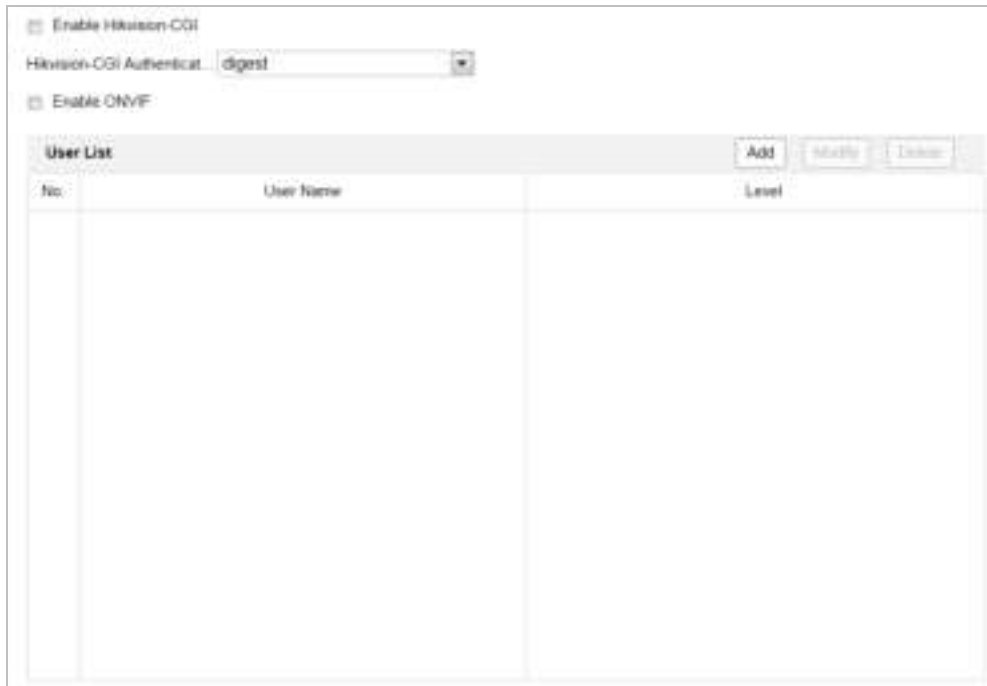 Enable Hikvision-CGI
Hikvision-CGI Authenticat... digest
Enable ONVIF
User List Add Modify Delete
No. User Name Level